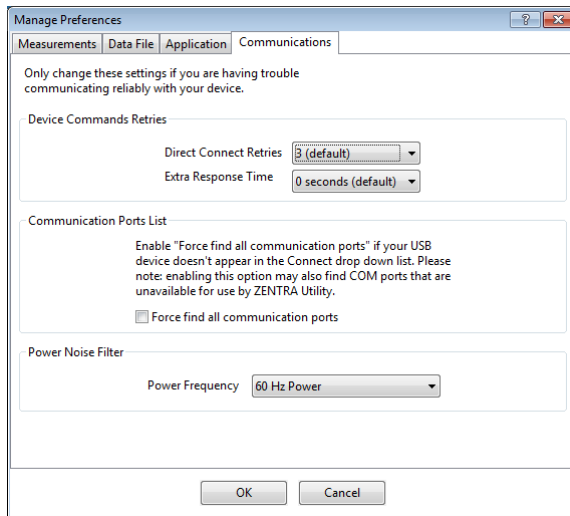 Manage Preferences
Measurements Data File Application Communications
Only change these settings if you are having trouble
communicating reliably with your device.
Device Commands Retries
Direct Connect Retries 3 (default)
Extra Response Time 0 seconds (default)
Communication Ports List
Enable "Force find all communication ports" if your USB
device doesn't appear in the Connect drop down list. Please
note: enabling this option may also find COM ports that are
unavailable for use by ZENTRA Utility.
Force find all communication ports
Power Noise Filter
Power Frequency 60 Hz Power
OK Cancel